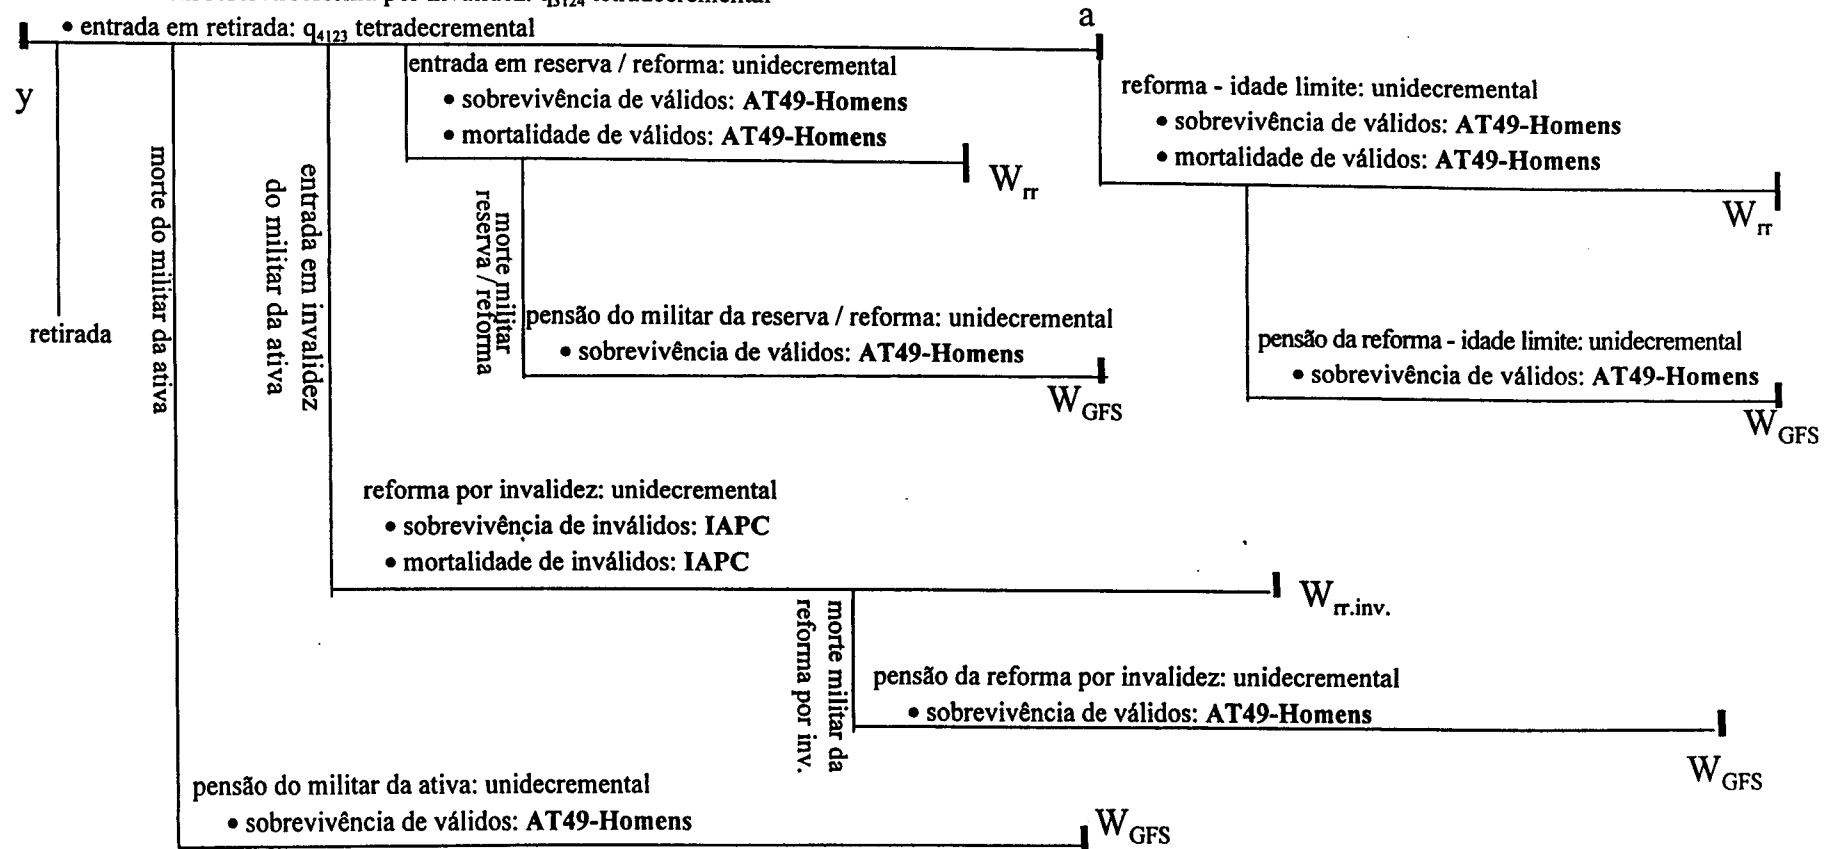 por invalidez: q3124 tetradecremental
• entrada em retirada: q4123 tetradecremental
a
y
entrada em reserva / reforma: unidecremental
• sobrevivência de válidos: AT49-Homens
• mortalidade de válidos: AT49-Homens
Wrr
reforma - idade limite: unidecremental
• sobrevivência de válidos: AT49-Homens
• mortalidade de válidos: AT49-Homens
Wrr
retirada
morte do militar da ativa
entrada em invalidez
do militar da ativa
morte militar
reserva / reforma
pensão do militar da reserva / reforma: unidecremental
• sobrevivência de válidos: AT49-Homens
WGFS
pensão da reforma - idade limite: unidecremental
• sobrevivência de válidos: AT49-Homens
WGFS
reforma por invalidez: unidecremental
• sobrevivência de inválidos: IAPC
• mortalidade de inválidos: IAPC
Wrr.inv.
morte militar da
reforma por inv.
pensão da reforma por invalidez: unidecremental
• sobrevivência de válidos: AT49-Homens
WGFS
pensão do militar da ativa: unidecremental
• sobrevivência de válidos: AT49-Homens
WGFS